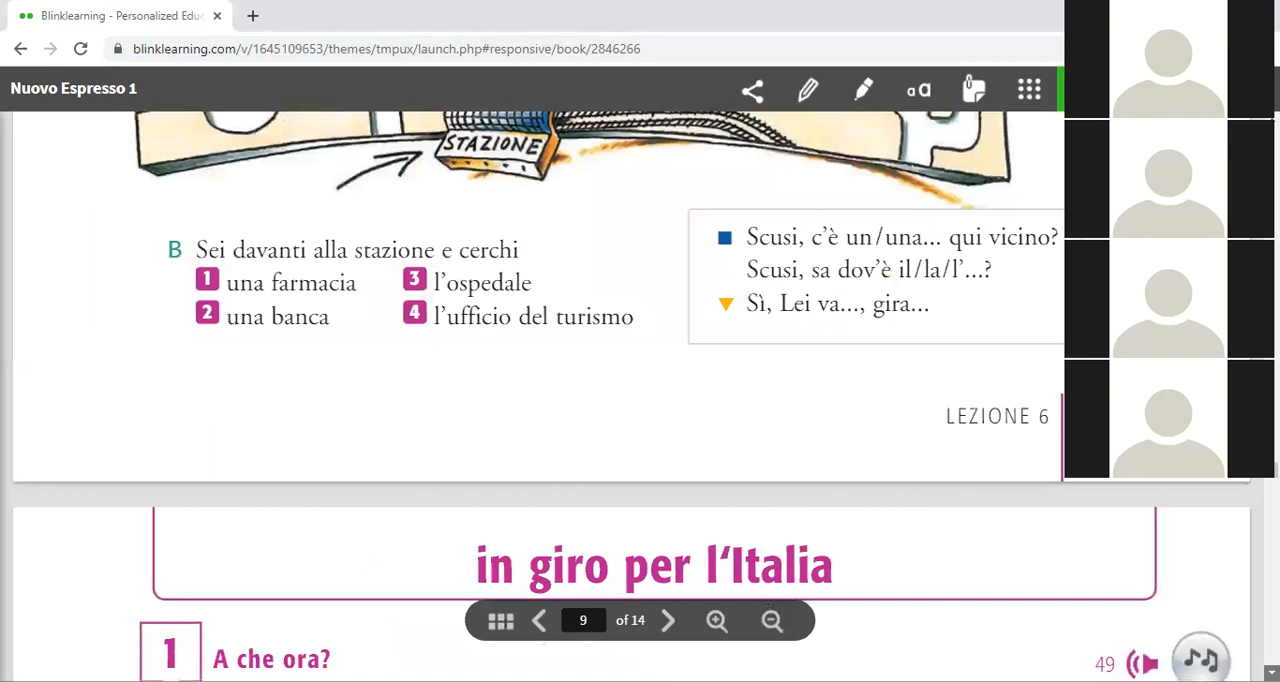 Blinklearning - Personalized Educ
blinklearning.com/v/1645109653/themes/tmpux/launch.php#responsive/book/2846266
Nuovo Espresso 1
aa
STAZIONE
B Sei davanti alla stazione e cerchi
1 una farmacia 3 l'ospedale
2 una banca 4 l'ufficio del turismo
Scusi, c'è un/una... qui vicino?
Scusi, sa dov'è il/la/l'...?
Sì, Lei va..., gira...
LEZIONE 6
in giro per l'Italia
9 of 14
1 A che ora?
49